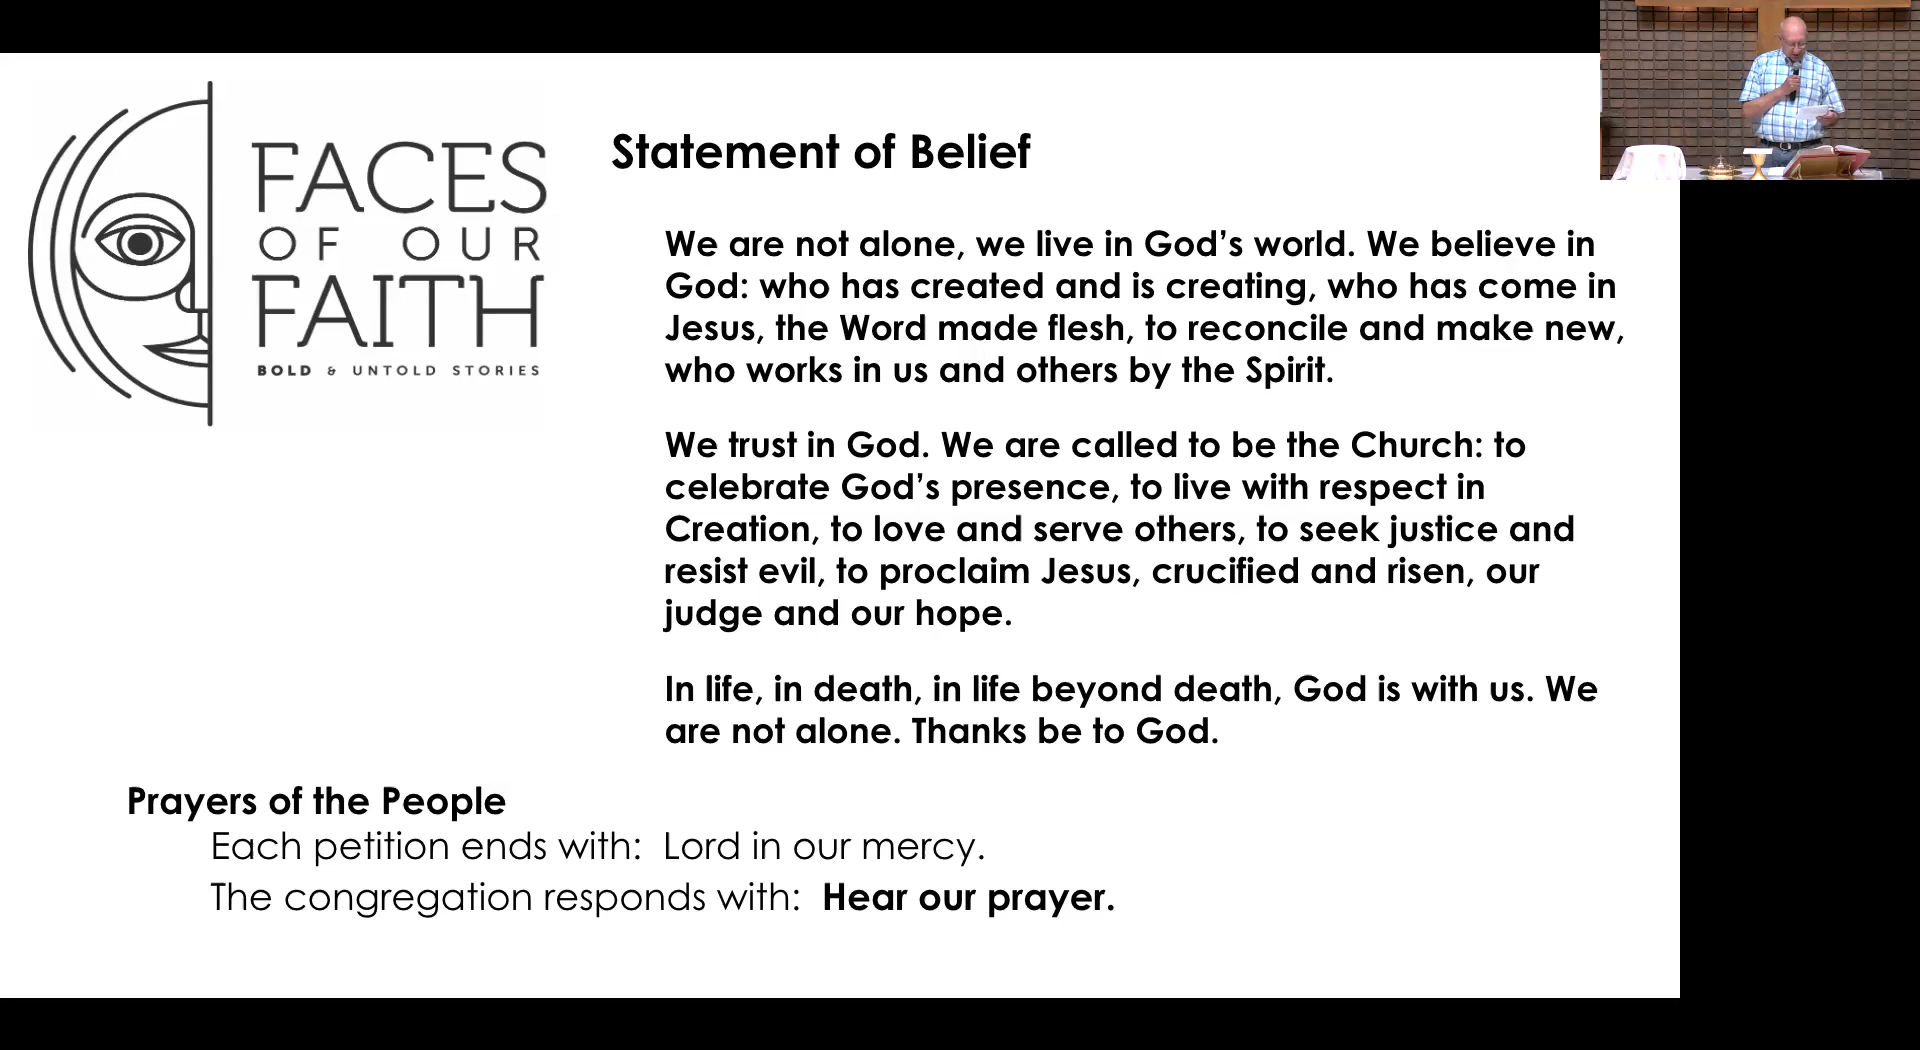 FACES
OF OUR
FAITH
BOLD & UNTOLD STORIES
Statement of Belief
We are not alone, we live in God’s world. We believe in
God: who has created and is creating, who has come in
Jesus, the Word made flesh, to reconcile and make new,
who works in us and others by the Spirit.
We trust in God. We are called to be the Church: to
celebrate God’s presence, to live with respect in
Creation, to love and serve others, to seek justice and
resist evil, to proclaim Jesus, crucified and risen, our
judge and our hope.
In life, in death, in life beyond death, God is with us. We
are not alone. Thanks be to God.
Prayers of the People
Each petition ends with: Lord in our mercy.
The congregation responds with: Hear our prayer.